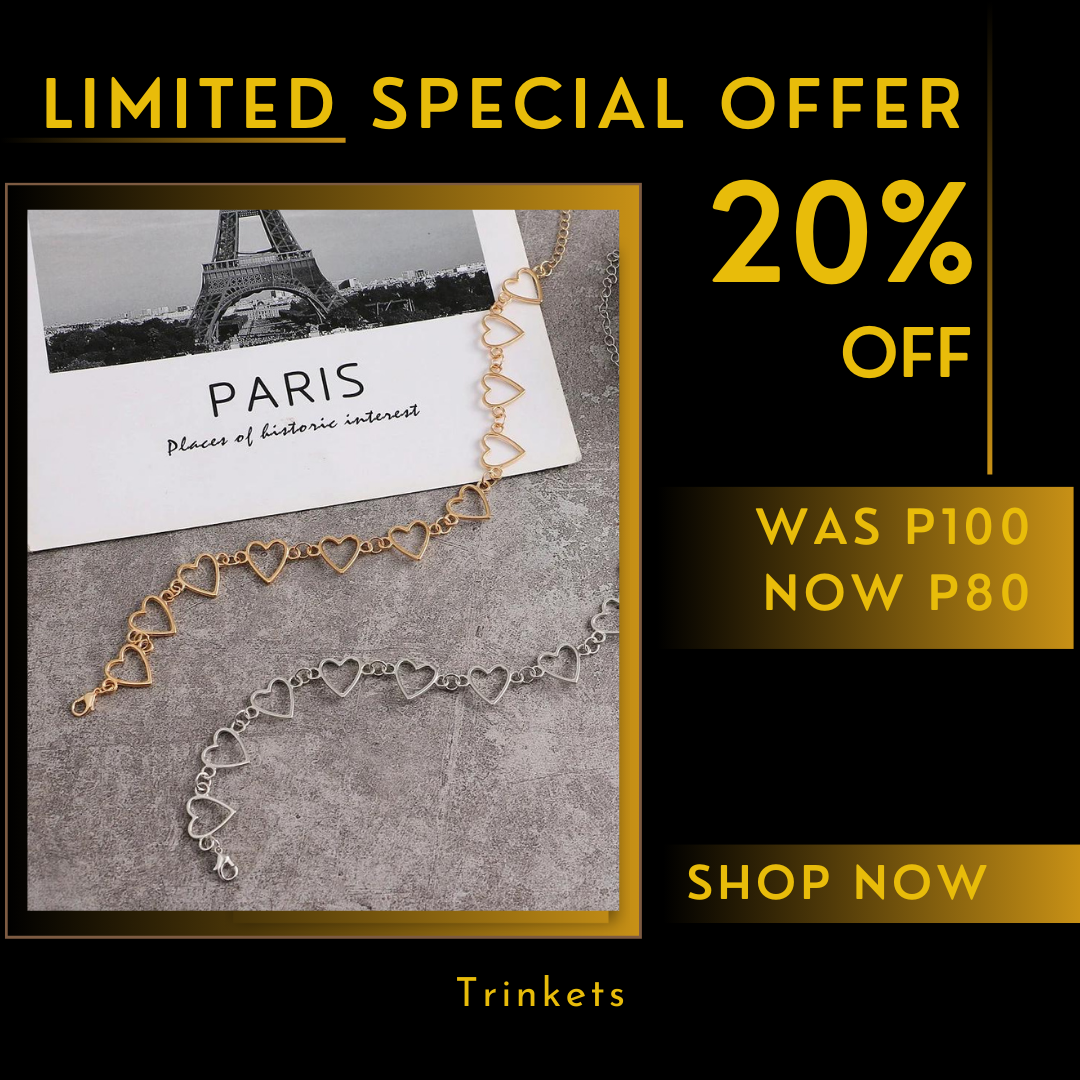 LIMITED SPECIAL OFFER
20%
OFF
PARIS
Places of historic interest
WAS P100
NOW P80
SHOP NOW
Trinkets